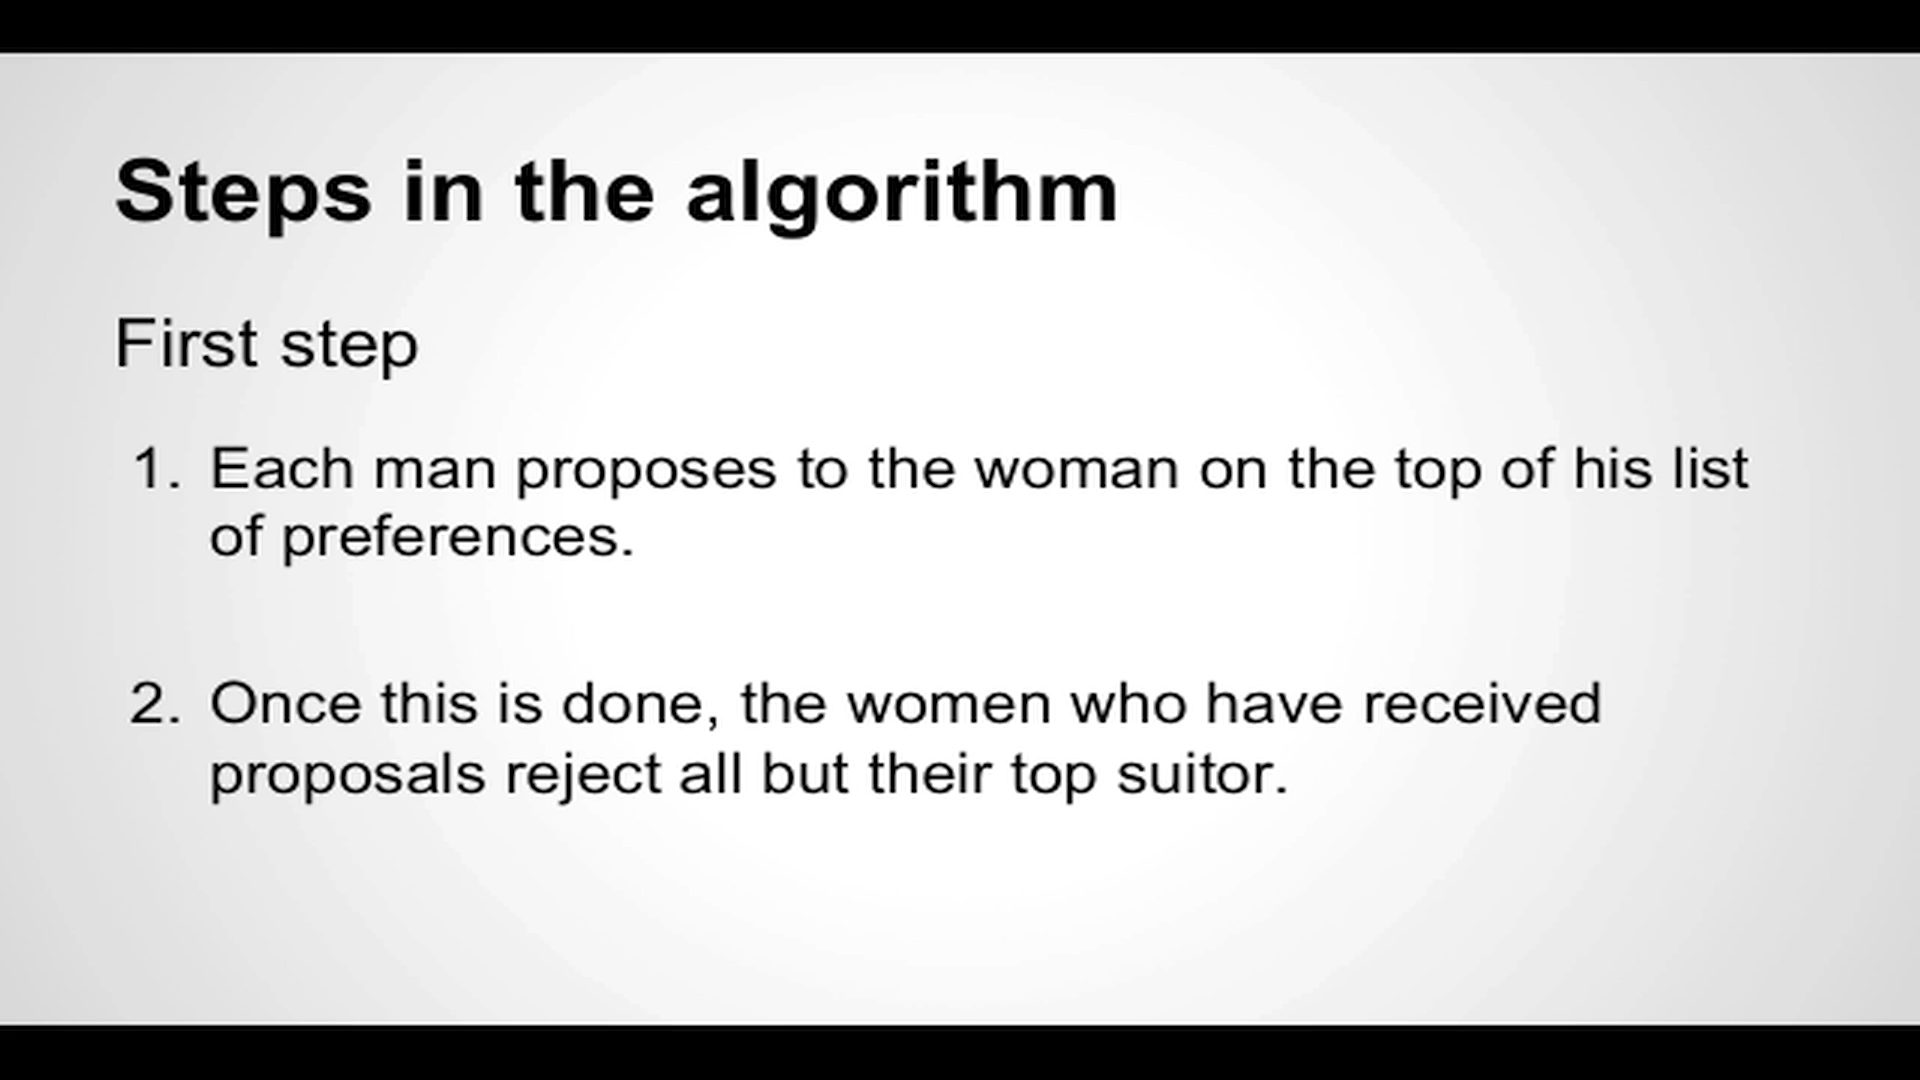 Steps in the algorithm
First step
1. Each man proposes to the woman on the top of his list
of preferences.
2. Once this is done, the women who have received
proposals reject all but their top suitor.